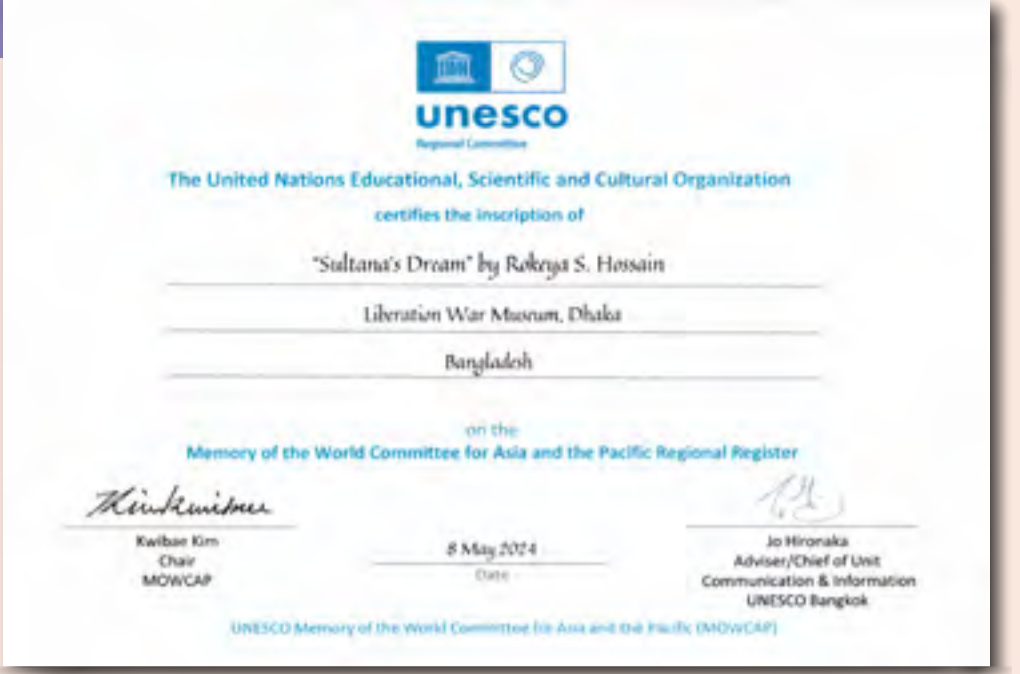 unesco
Regional Committee
The United Nations Educational, Scientific and Cultural Organization
certifies the inscription of
"Sultana's Dream" by Rokeya S. Hossain
Liberation War Museum, Dhaka
Bangladesh
on the
Memory of the World Committee for Asia and the Pacific Regional Register
Kwibae Kim
Chair
MOWCAP
8 May 2024
Date
Jo Hironaka
Adviser/Chief of Unit
Communication & Information
UNESCO Bangkok
UNESCO Memory of the World Committee for Asia and the Pacific (MOWCAP)